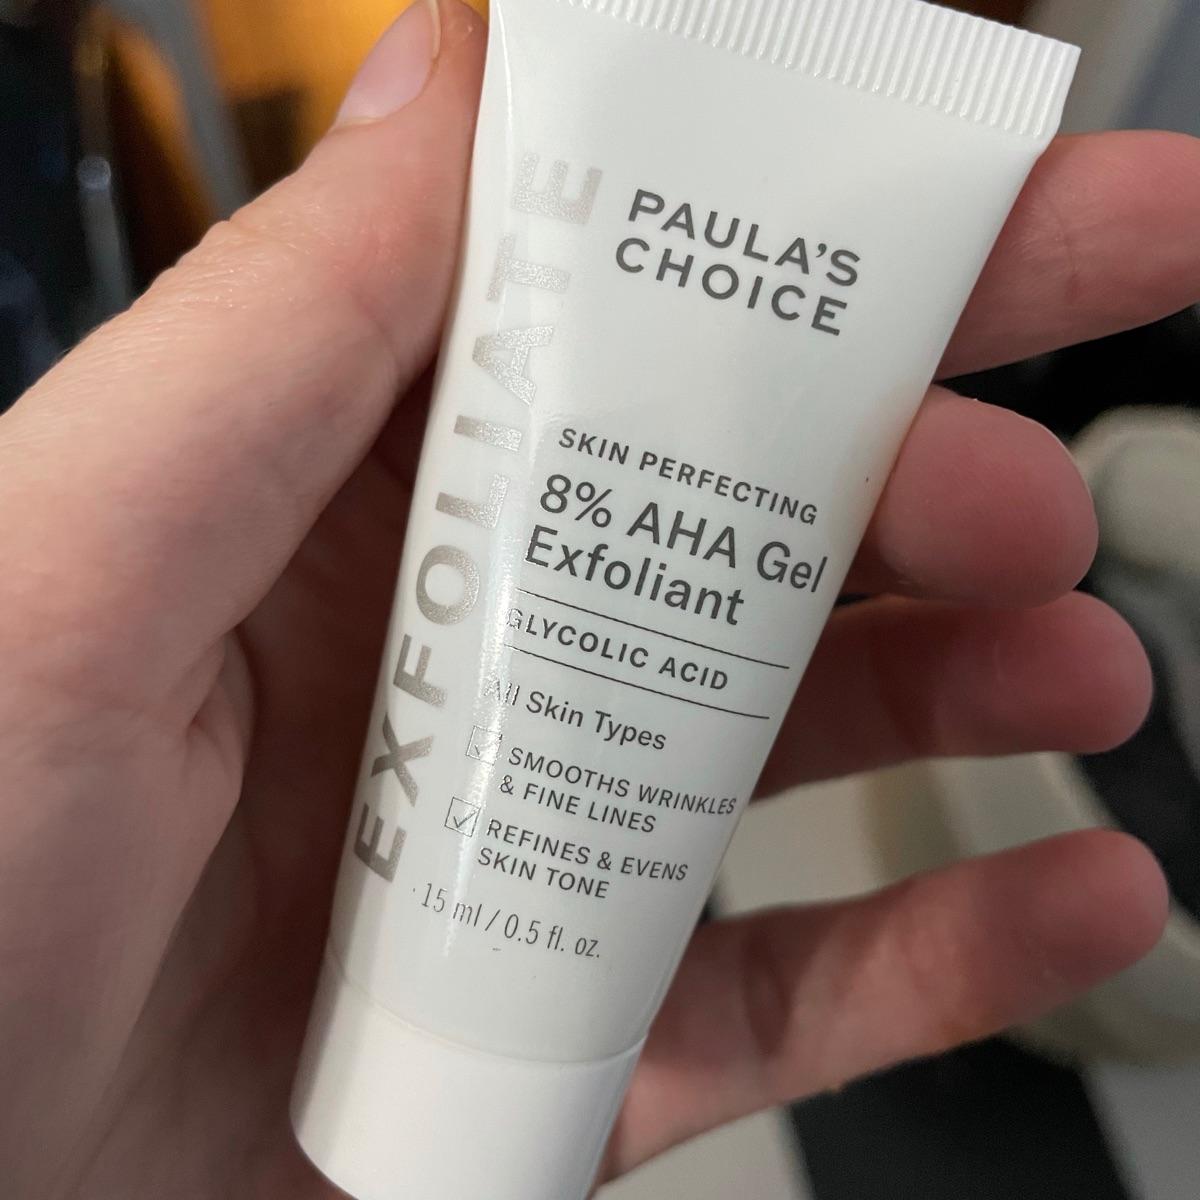 EXFOLIATE
PAULA'S
CHOICE
SKIN PERFECTING
8% AHA Gel
Exfoliant
GLYCOLIC ACID
All Skin Types
SMOOTHS WRINKLES
& FINE LINES
REFINES & EVENS
SKIN TONE
15 ml / 0.5 fl. oz.